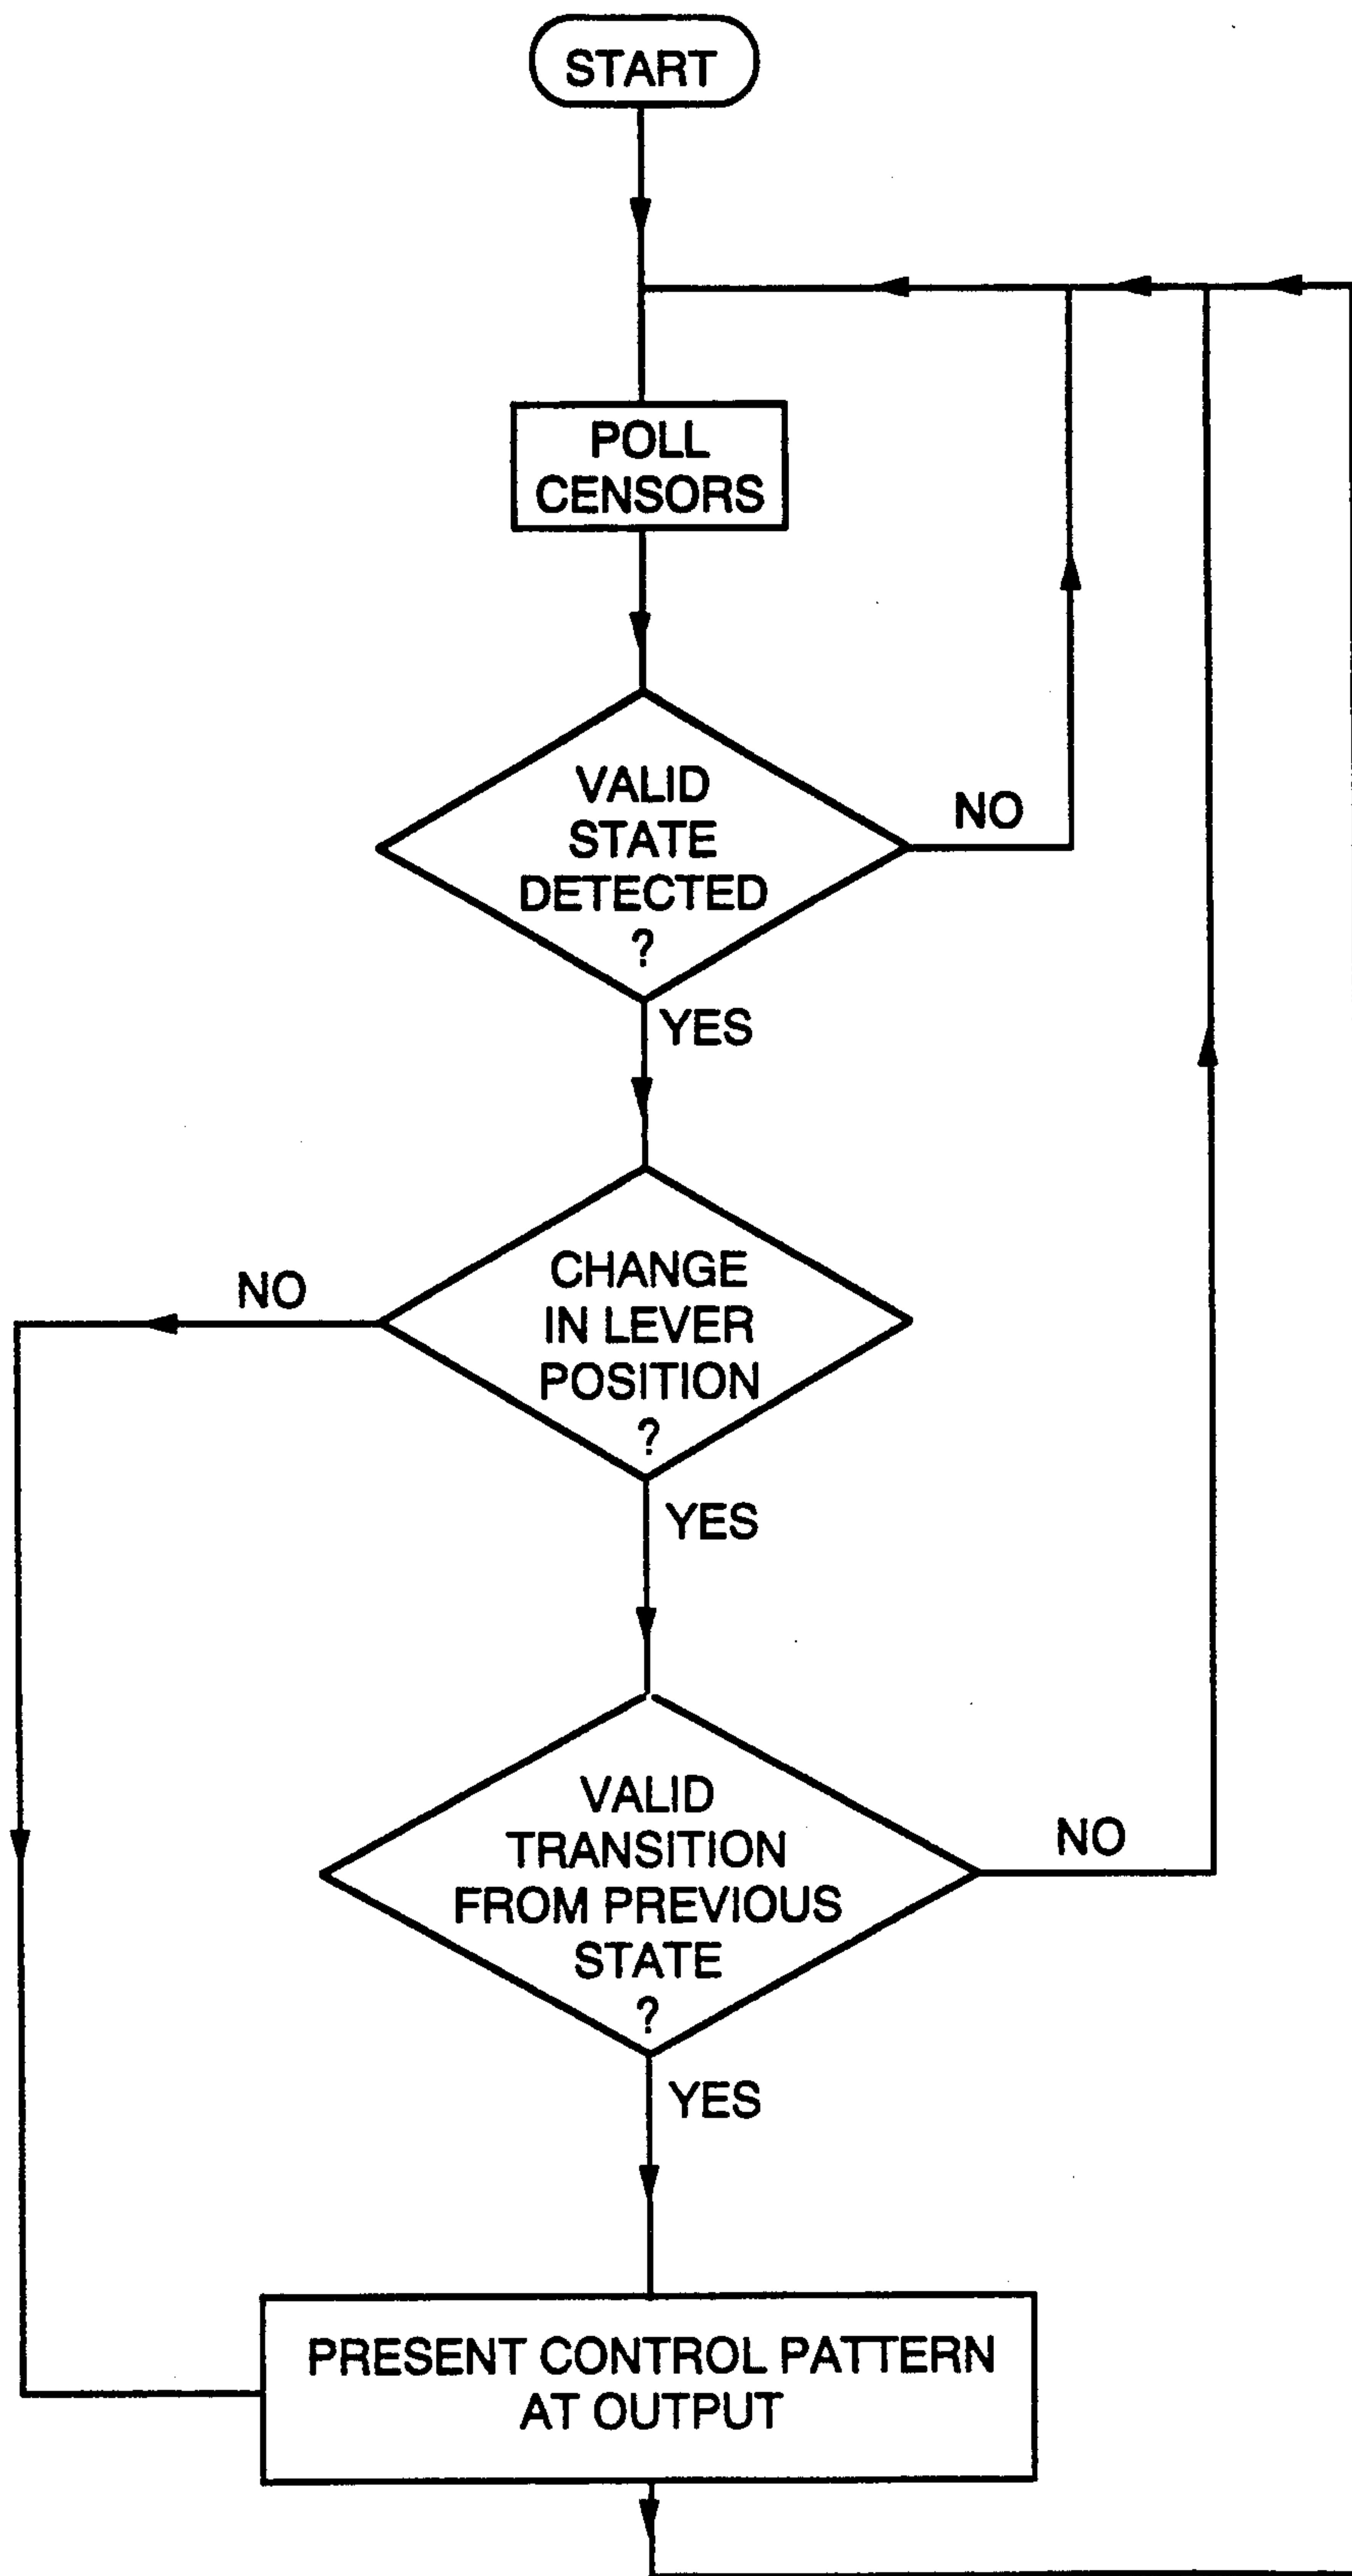 START
POLL
CENSORS
VALID
STATE
DETECTED
?
NO
YES
CHANGE
IN LEVER
POSITION
?
NO
YES
VALID
TRANSITION
FROM PREVIOUS
STATE
?
NO
YES
PRESENT CONTROL PATTERN
AT OUTPUT